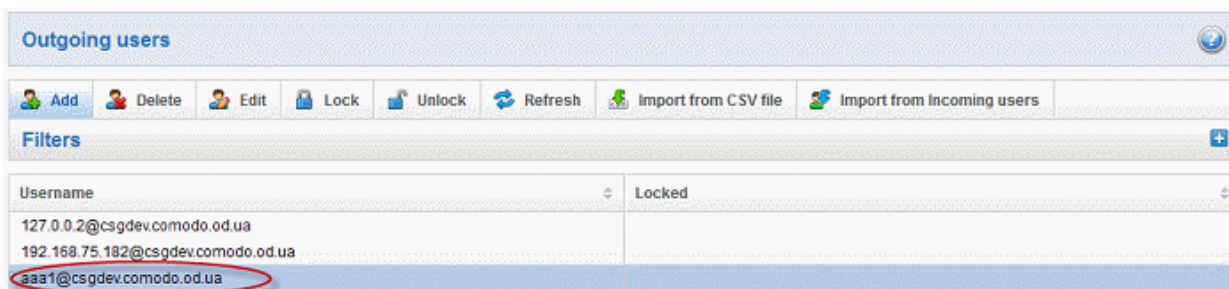 Outgoing users
Add Delete Edit Lock Unlock Refresh Import from CSV file Import from Incoming users
Filters
Username Locked
127.0.0.2@csgdev.comodo.od.ua
192.168.75.182@csgdev.comodo.od.ua
aaa1@csgdev.comodo.od.ua